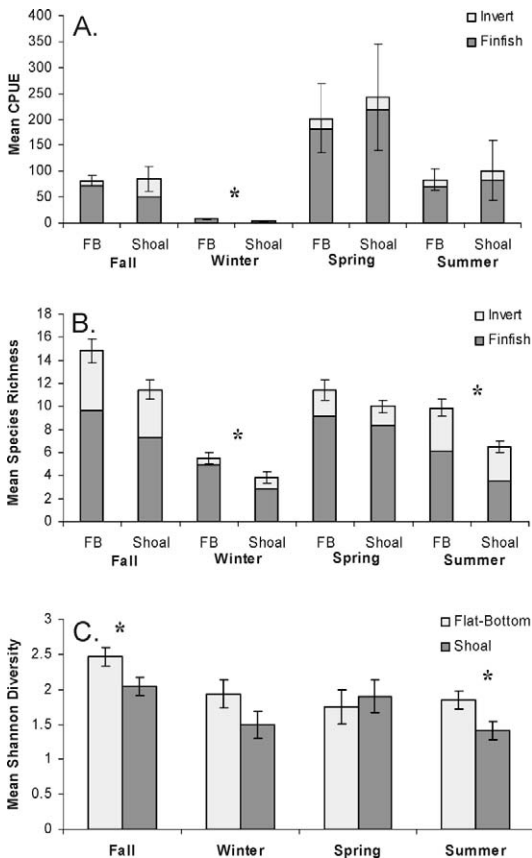 A.
Invert
Finfish
Mean CPUE
400
350
300
250
200
150
100
50
0
*
FB Shoal FB Shoal FB Shoal FB Shoal
Fall Winter Spring Summer
B.
Invert
Finfish
Mean Species Richness
18
16
14
12
10
8
6
4
2
0
* *
FB Shoal FB Shoal FB Shoal FB Shoal
Fall Winter Spring Summer
C.
Flat-Bottom
Shoal
Mean Shannon Diversity
3
2.5
2
1.5
1
0.5
0
* *
Fall Winter Spring Summer